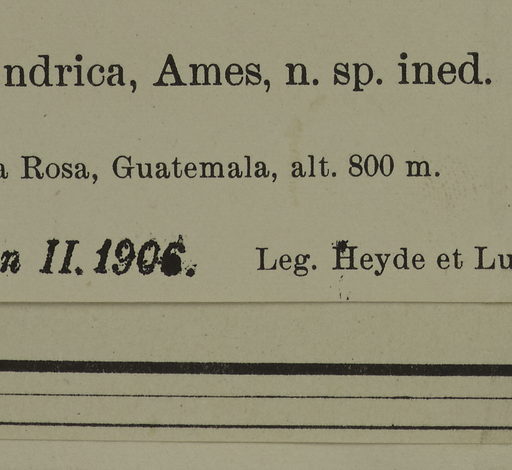 ndrica, Ames, n. sp. ined.
a Rosa, Guatemala, alt. 800 m.
n II. 1906. Leg. Heyde et Lu